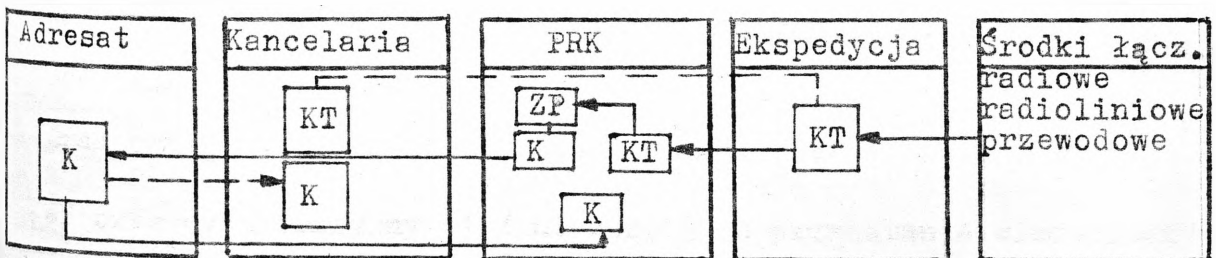 Adresat
K
Kancelaria
KT
K
PRK
ZP
K
KT
K
Ekspedycja
KT
Środki łącz.
radiowe
radioliniowe
przewodowe